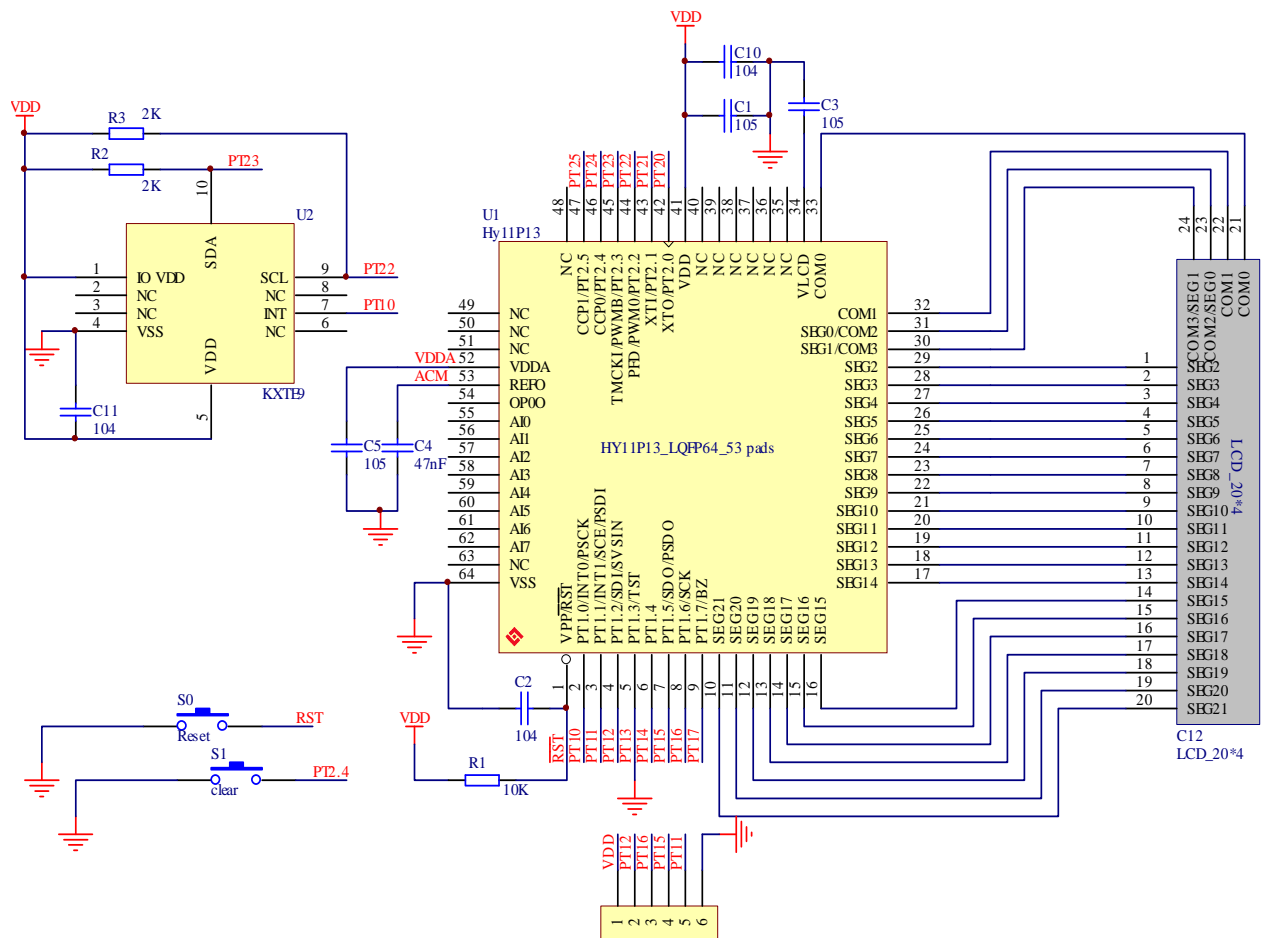 VDD
C10
104
C1
105
C3
105
VDD
R3
2K
R2
2K
PT23
10
U2
SDA
1
IO VDD
2
NC
3
NC
4
VSS
SCL
9
PT22
NC
8
INT
7
PT10
NC
6
VDD
5
KXTE9
C11
104
PT25
PT24
PT23
PT22
PT21
PT20
48
47
46
45
44
43
42
41
40
39
38
37
36
35
34
33
U1
Hy11P13
NC
CCP1/PT2.5
CCP0/PT2.4
TMCKI/PWMB/PT2.3
PFD/PWM0/PT2.2
XT1/PT2.1
XTO/PT2.0
VDD
NC
NC
NC
NC
NC
NC
VLCD
COM0
49
NC
50
NC
51
NC
VDDA
52
VDDA
ACM
53
REFO
54
OP0O
55
AI0
56
AI1
57
AI2
58
AI3
59
AI4
60
AI5
61
AI6
62
AI7
63
NC
64
VSS
C5
105
C4
47nF
HY11P13_LQFP64_53 pads
COM1
32
SEG0/COM2
31
SEG1/COM3
30
SEG2
29
SEG3
28
SEG4
27
SEG5
26
SEG6
25
SEG7
24
SEG8
23
SEG9
22
SEG10
21
SEG11
20
SEG12
19
SEG13
18
SEG14
17
VPP/RST
PT1.0/INT0/PSCK
PT1.1/INT1/SCE/PSDI
PT1.2/SDI/SVSIN
PT1.3/TST
PT1.4
PT1.5/SDO/PSDO
PT1.6/SCK
PT1.7/BZ
SEG21
SEG20
SEG19
SEG18
SEG17
SEG16
SEG15
1
2
3
4
5
6
7
8
9
10
11
12
13
14
15
16
RST
PT10
PT11
PT12
PT13
PT14
PT15
PT16
PT17
24
23
22
21
COM3/SEG1
COM2/SEG0
COM1
COM0
1
SEG2
2
SEG3
3
SEG4
4
SEG5
5
SEG6
6
SEG7
7
SEG8
8
SEG9
9
SEG10
10
SEG11
11
SEG12
12
SEG13
13
SEG14
14
SEG15
15
SEG16
16
SEG17
17
SEG18
18
SEG19
19
SEG20
20
SEG21
LCD_20*4
C12
LCD_20*4
C2
104
VDD
R1
10K
S0
Reset
RST
S1
clear
PT2.4
VDD
PT12
PT16
PT15
PT11
1
2
3
4
5
6